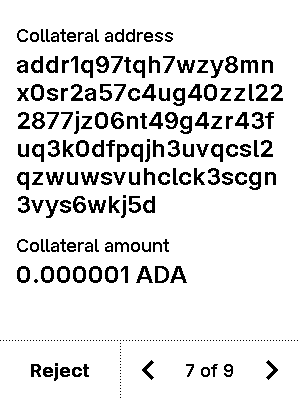 Collateral address
addr1q97tqh7wzy8mn
x0sr2a57c4ug40zzl22
2877jz06nt49g4zr43f
uq3k0dfpqjh3uvqcsl2
qzwuwsvuhclck3scgn
3vys6wkj5d
Collateral amount
0.000001 ADA
Reject
7 of 9